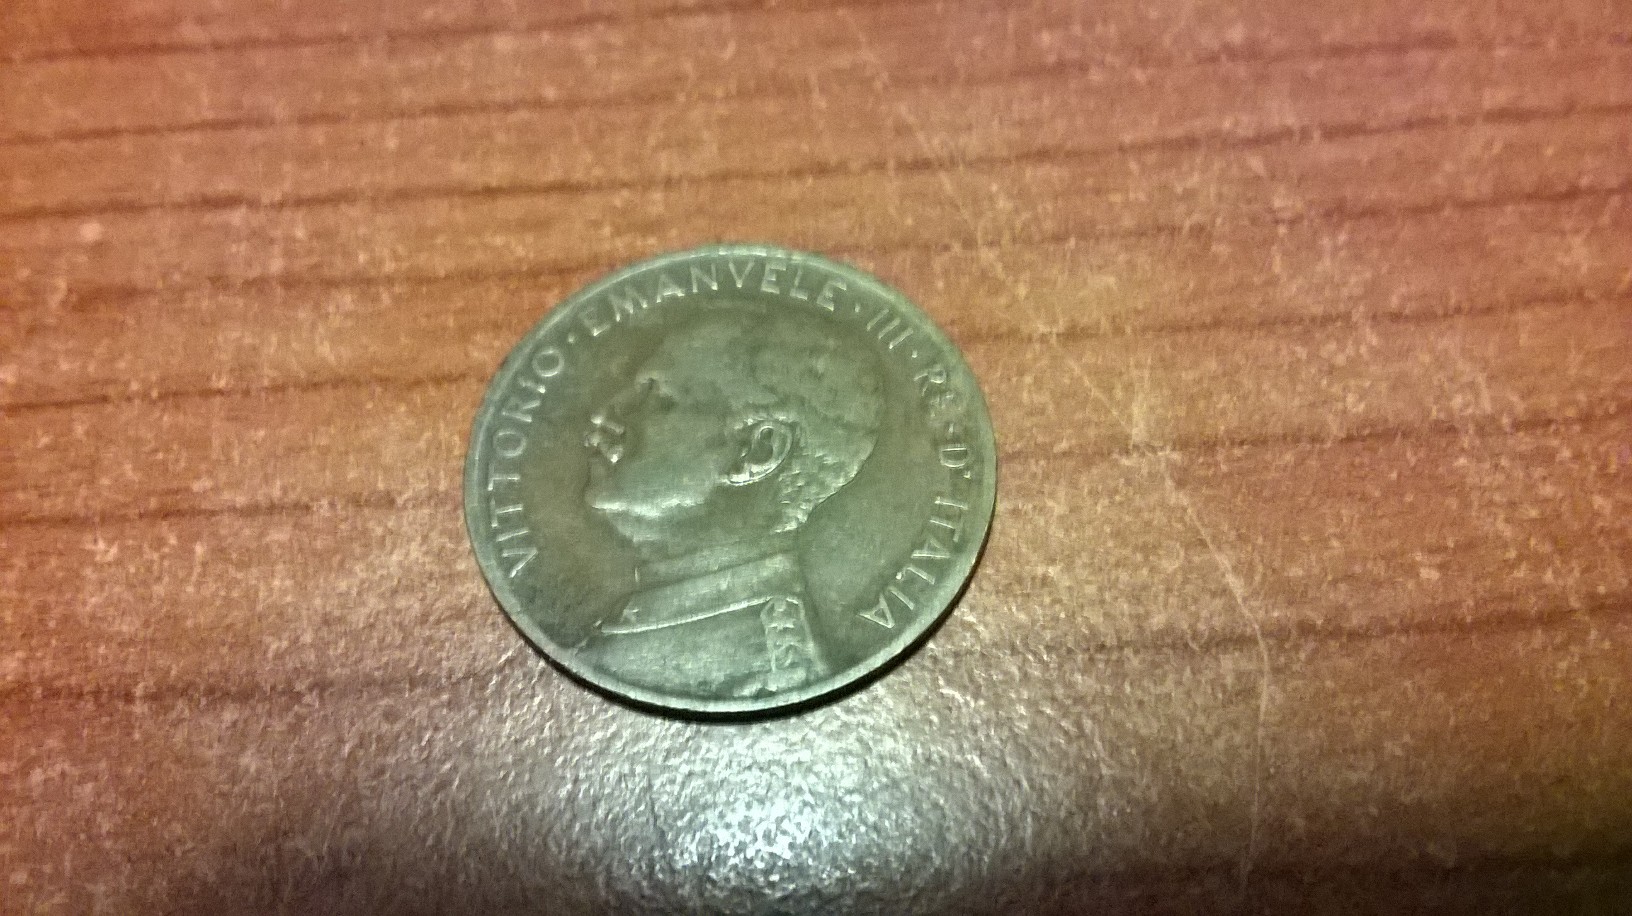 VITTORIO · EMANVELE · III · RE · D'ITALIA